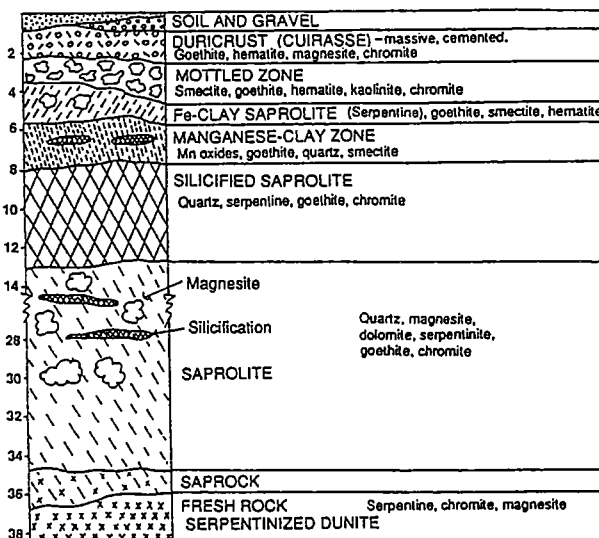 SOIL AND GRAVEL
DURICRUST (CUIRASSE) – massive, cemented.
Goethite, hematite, magnesite, chromite
2
MOTTLED ZONE
Smectite, goethite, hematite, kaolinite, chromite
4
Fe-CLAY SAPROLITE (Serpentine), goethite, smectite, hematite
6
MANGANESE-CLAY ZONE
Mn oxides, goethite, quartz, smectite
8
SILICIFIED SAPROLITE
Quartz, serpentine, goethite, chromite
10
12
14
Magnesite
Silicification
Quartz, magnesite,
dolomite, serpentinite,
goethite, chromite
28
30
SAPROLITE
32
34
SAPROCK
36
FRESH ROCK Serpentine, chromite, magnesite
SERPENTINIZED DUNITE
38